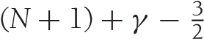 (N + 1) + γ − 3/2